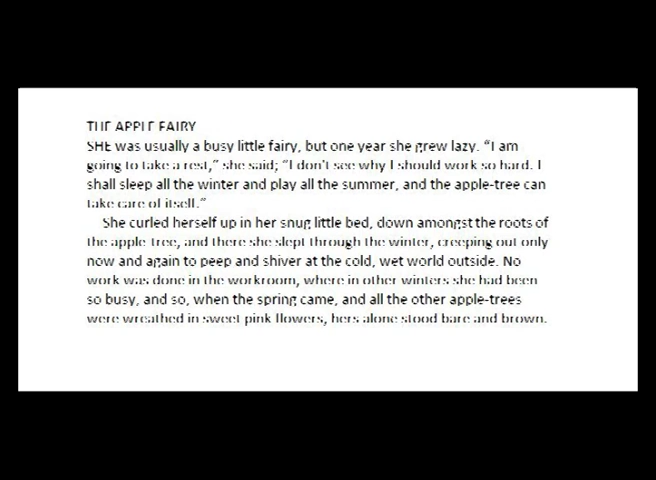 THE APPLE FAIRY
SHE was usually a busy little fairy, but one year she grew lazy. “I am
going to take a rest,” she said; “I don't see why I should work so hard. I
shall sleep all the winter and play all the summer, and the apple-tree can
take care of itself.”
She curled herself up in her snug little bed, down amongst the roots of
the apple-tree, and there she slept through the winter, creeping out only
now and again to peep and shiver at the cold, wet world outside. No
work was done in the workroom, where in other winters she had been
so busy, and so, when the spring came, and all the other apple-trees
were wreathed in sweet pink flowers, hers alone stood bare and brown.